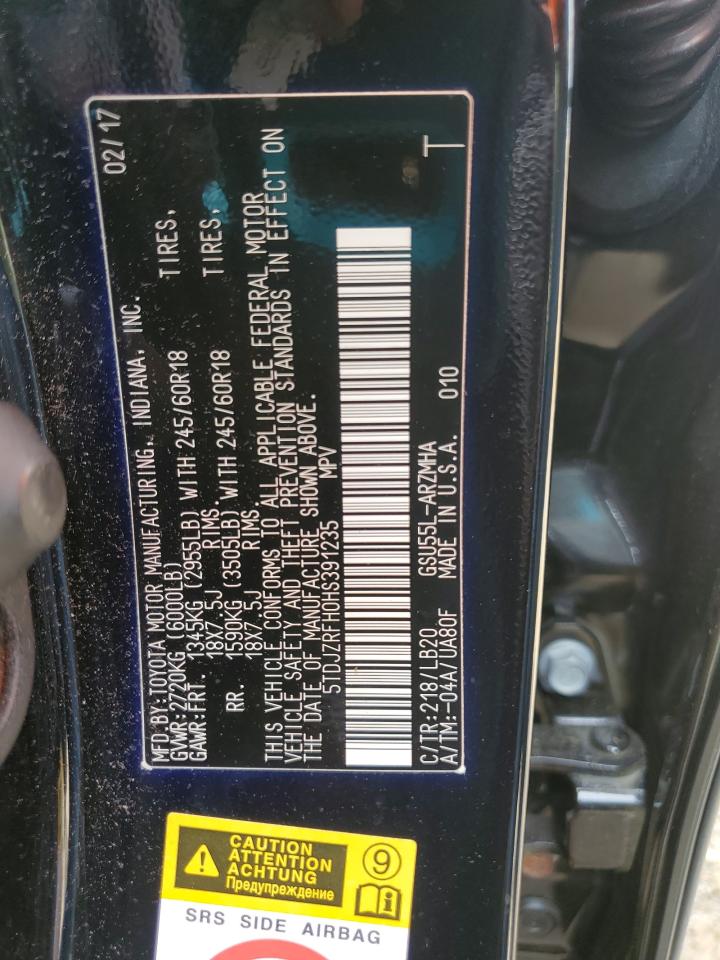 02/17
MFD.BY:TOYOTA MOTOR MANUFACTURING, INDIANA, INC.
GVWR:2720KG (6000LB)
GAWR:FRT. 1345KG (2955LB) WITH 245/60R18 TIRES,
18X7.5J RIMS,
RR. 1590KG (3505LB) WITH 245/60R18 TIRES,
18X7.5J RIMS
THIS VEHICLE CONFORMS TO ALL APPLICABLE FEDERAL MOTOR
VEHICLE SAFETY AND THEFT PREVENTION STANDARDS IN EFFECT ON
THE DATE OF MANUFACTURE SHOWN ABOVE.
5TDJZRFH0HS391235 MPV
T
C/TR:218/LB20 GSU55L-ARZMHA
A/TM:-04A/UA80F MADE IN U.S.A. 010
CAUTION
ATTENTION
ACHTUNG
Предупреждение
9
i
SRS SIDE AIRBAG